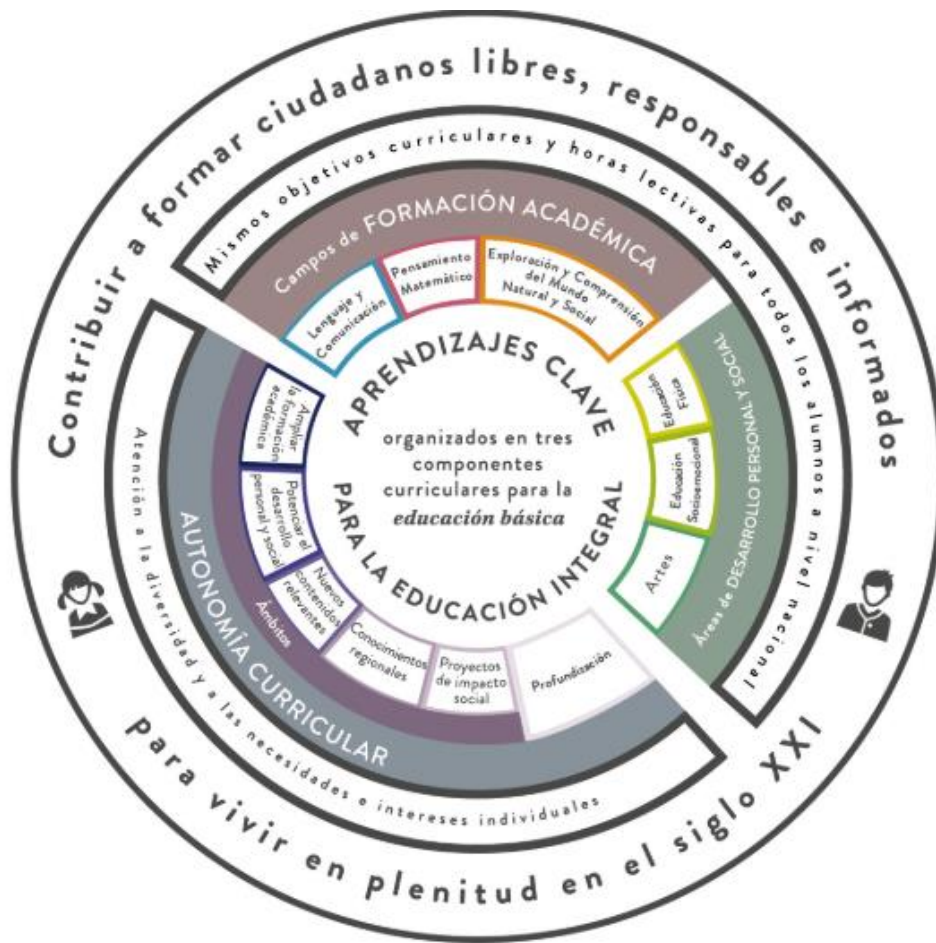 Contribuir a formar ciudadanos libres, responsables e informados
para vivir en plenitud en el siglo XXI
Mismos objetivos curriculares y horas lectivas para todos los alumnos a nivel nacional
Campos de FORMACIÓN ACADÉMICA
Lenguaje y
Comunicación
Pensamiento
Matemático
Exploración y Comprensión
del Mundo
Natural y Social
Áreas de DESARROLLO PERSONAL Y SOCIAL
Educación
Física
Educación
Socioemocional
Artes
APRENDIZAJES CLAVE
organizados en tres
componentes
curriculares para la
educación básica
PARA LA EDUCACIÓN INTEGRAL
Atención a la diversidad y a las necesidades e intereses individuales
AUTONOMÍA CURRICULAR
Ámbitos
Ampliar
la formación
académica
Potenciar el
desarrollo
personal y social
Nuevos
contenidos
relevantes
Conocimientos
regionales
Proyectos
de impacto
social
Profundización